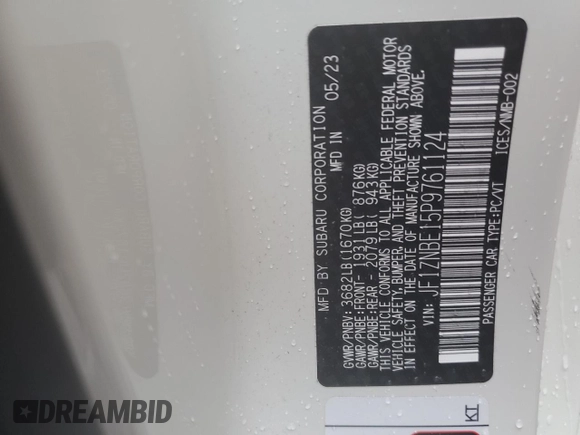 MFD BY SUBARU CORPORATION
MFD IN 05/23
GVWR/PNBV: 3682LB(1670KG)
GAWR/PNBE:FRONT- 1931LB( 876KG)
GAWR/PNBE:REAR - 2079LB( 943KG)
THIS VEHICLE CONFORMS TO ALL APPLICABLE FEDERAL MOTOR
VEHICLE SAFETY,BUMPER, AND THEFT PREVENTION STANDARDS
IN EFFECT ON THE DATE OF MANUFACTURE SHOWN ABOVE.
VIN: JF1ZNBE15P9761124
PASSENGER CAR TYPE:PC/VT ICES/NMB-002
KI
DREAMBID